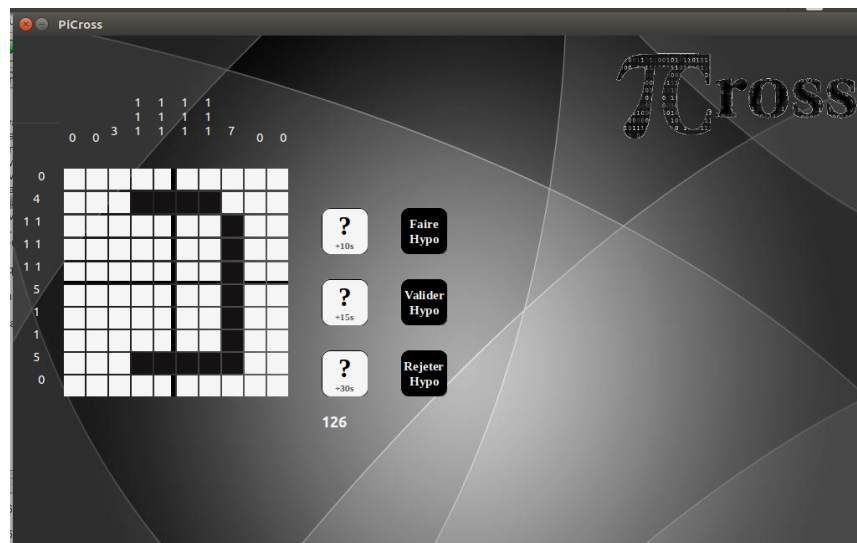 PiCross
πCross
1 1 1 1
1 1 1 1
0 0 3 1 1 1 1 7 0 0
0
4
1 1
1 1
1 1
5
1
1
5
0
?
+10s
Faire
Hypo
?
+15s
Valider
Hypo
?
+30s
Rejeter
Hypo
126